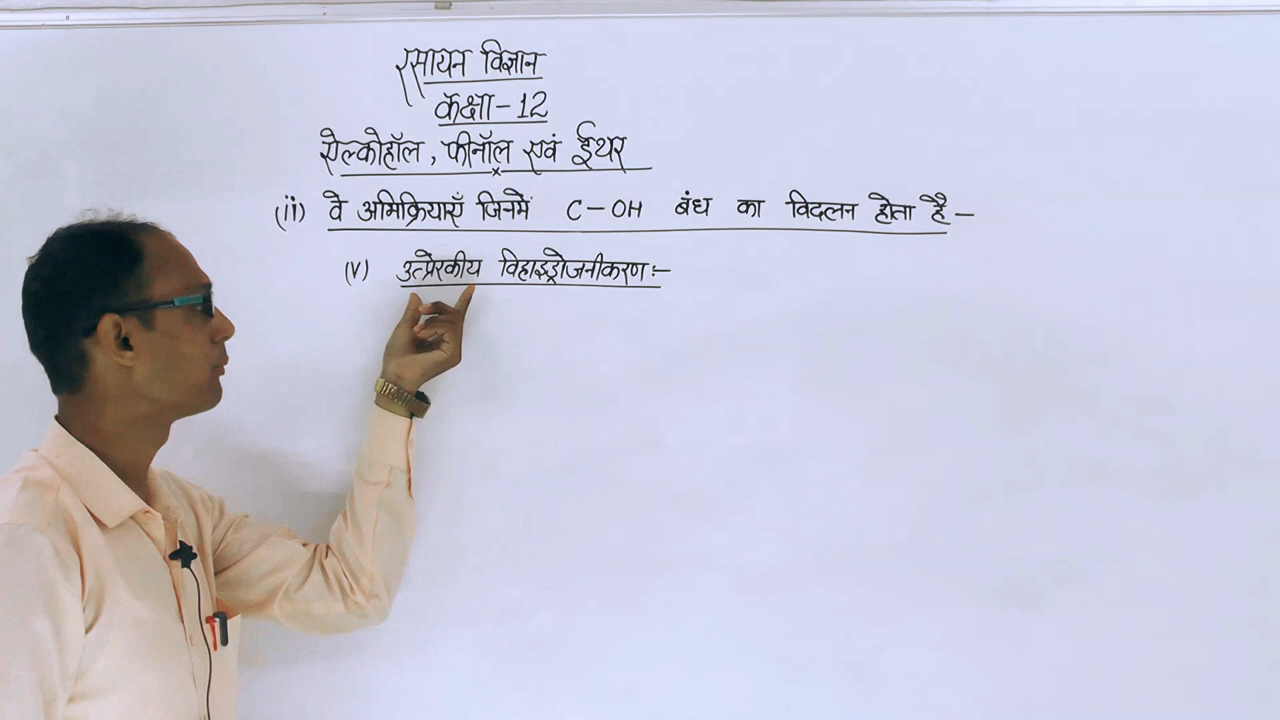 रसायन विज्ञान
कक्षा-12
ऐल्कोहॉल, फीनॉल एवं ईथर
(ii) वे अभिक्रियाएँ जिनमें C-OH बंध का विदलन होता है -
(v) उत्प्रेरकीय विहाइड्रोजनीकरण:-